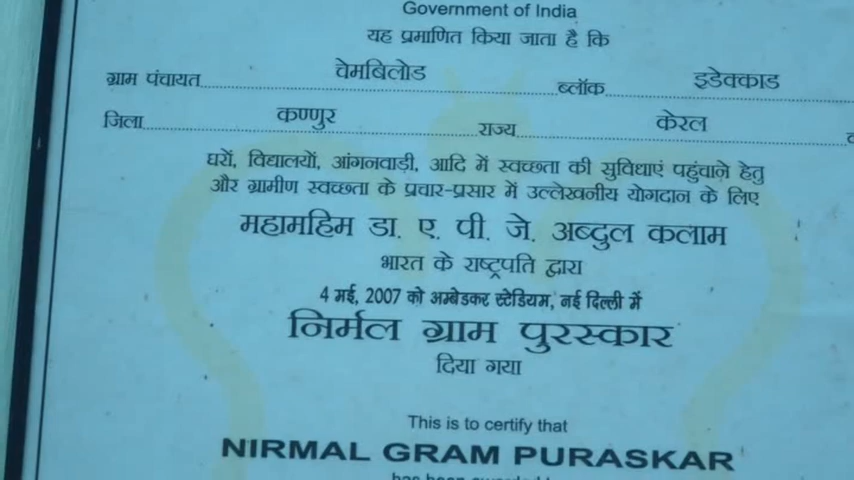 Government of India
यह प्रमाणित किया जाता है कि
ग्राम पंचायत चेमबिलोड ब्लॉक इडेक्काड
जिला कण्णुर राज्य केरल
घरों, विद्यालयों, आंगनवाड़ी, आदि में स्वच्छता की सुविधाएं पहुंचाने हेतु
और ग्रामीण स्वच्छता के प्रचार-प्रसार में उल्लेखनीय योगदान के लिए
महामहिम डा. ए. पी. जे. अब्दुल कलाम
भारत के राष्ट्रपति द्वारा
4 मई, 2007 को अम्बेडकर स्टेडियम, नई दिल्ली में
निर्मल ग्राम पुरस्कार
दिया गया
This is to certify that
NIRMAL GRAM PURASKAR